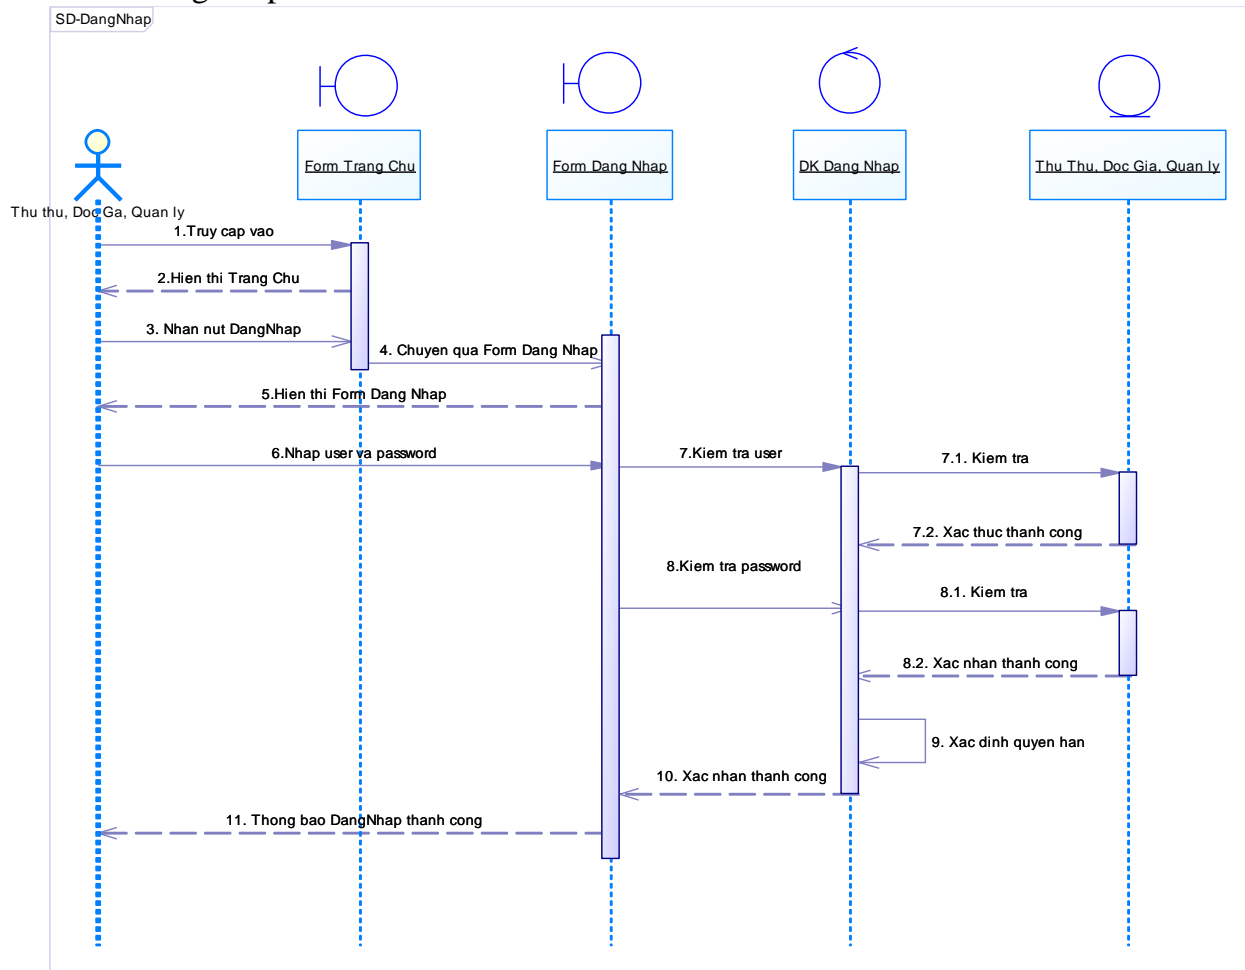 SD-DangNhap
Form Trang Chu
Form Dang Nhap
DK Dang Nhap
Thu Thu, Doc Gia, Quan ly
Thu thu, Doc Ga, Quan ly
1.Truy cap vao
2.Hien thi Trang Chu
3. Nhan nut DangNhap
4. Chuyen qua Form Dang Nhap
5.Hien thi Form Dang Nhap
6.Nhap user va password
7.Kiem tra user
7.1. Kiem tra
7.2. Xac thuc thanh cong
8.Kiem tra password
8.1. Kiem tra
8.2. Xac nhan thanh cong
9. Xac dinh quyen han
10. Xac nhan thanh cong
11. Thong bao DangNhap thanh cong